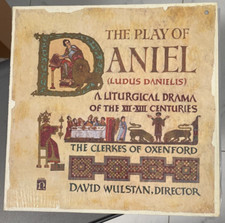 THE PLAY OF
DANIEL
(LUDUS DANIELIS)
A LITURGICAL DRAMA
OF THE XII-XIII CENTURIES
THE CLERKES OF OXENFORD
DAVID WULSTAN, DIRECTOR